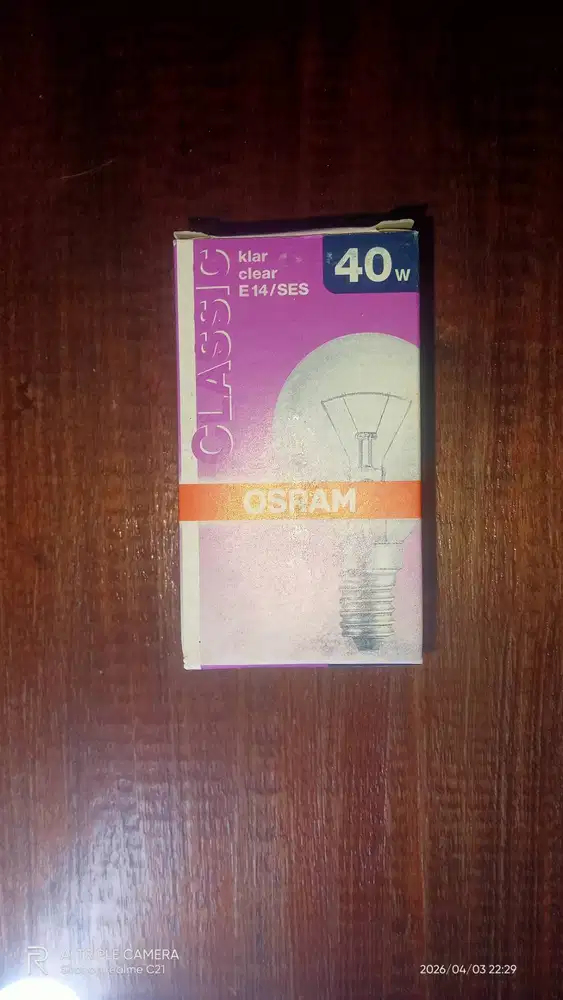 klar
clear
E14/SES
40W
CLASSIC
OSRAM
AI TRIPLE CAMERA
Shot on realme C21
2026/04/03 22:29